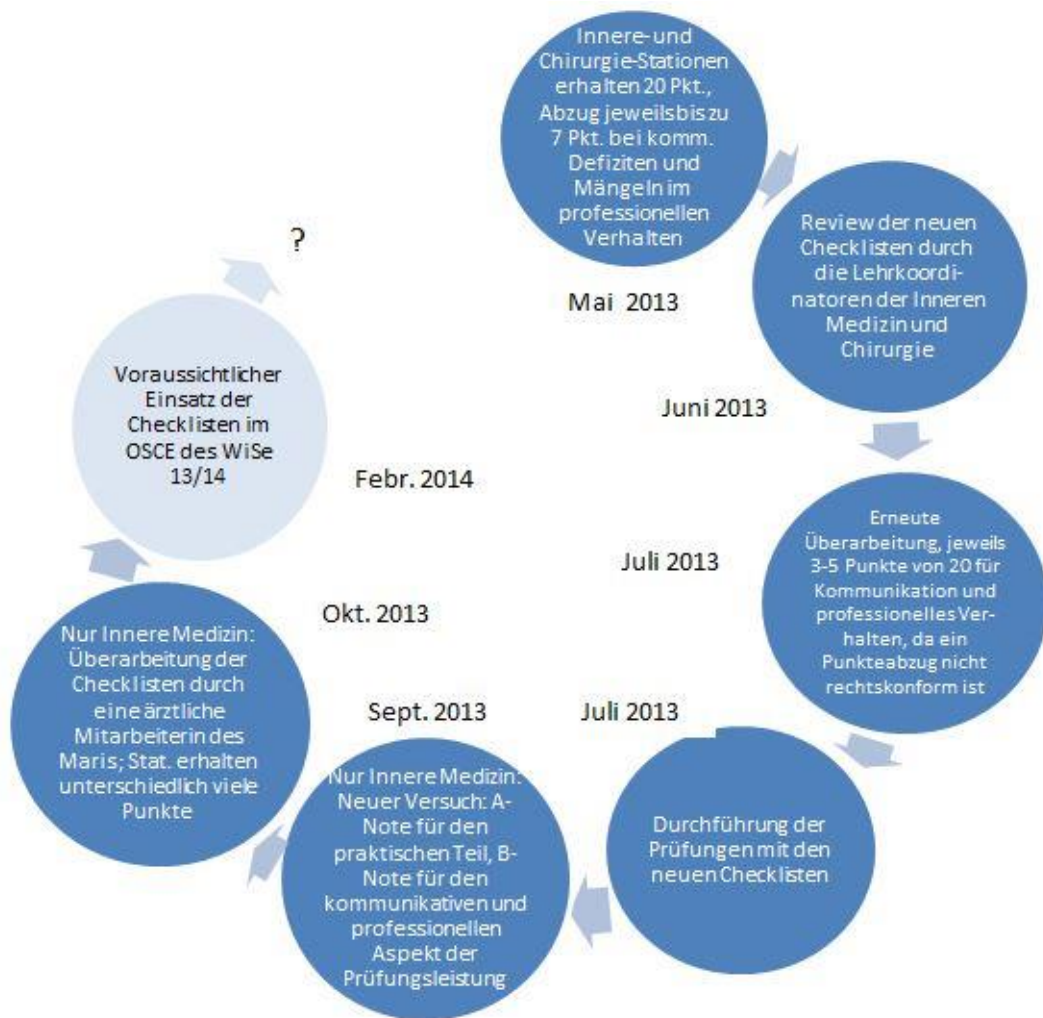 Innere- und
Chirurgie-Stationen
erhalten 20 Pkt.,
Abzug jeweilsbis zu
7 Pkt. bei komm.
Defiziten und
Mängeln im
professionellen
Verhalten
Mai 2013
Review der neuen
Checklisten durch
die Lehrkoordi-
natoren der Inneren
Medizin und
Chirurgie
Juni 2013
Erneute
Überarbeitung, jeweils
3-5 Punkte von 20 für
Kommunikation und
professionelles Ver-
halten, da ein
Punkteabzug nicht
rechtskonform ist
Juli 2013
Durchführung der
Prüfungen mit den
neuen Checklisten
Juli 2013
Nur Innere Medizin:
Neuer Versuch: A-
Note für den
praktischen Teil, B-
Note für den
kommunikativen und
professionellen
Aspekt der
Prüfungsleistung
Sept. 2013
Nur Innere Medizin:
Überarbeitung der
Checklisten durch
eine ärztliche
Mitarbeiterin des
Maris; Stat. erhalten
unterschiedlich viele
Punkte
Okt. 2013
Voraussichtlicher
Einsatz der
Checklisten im
OSCE des WiSe
13/14
Febr. 2014
?